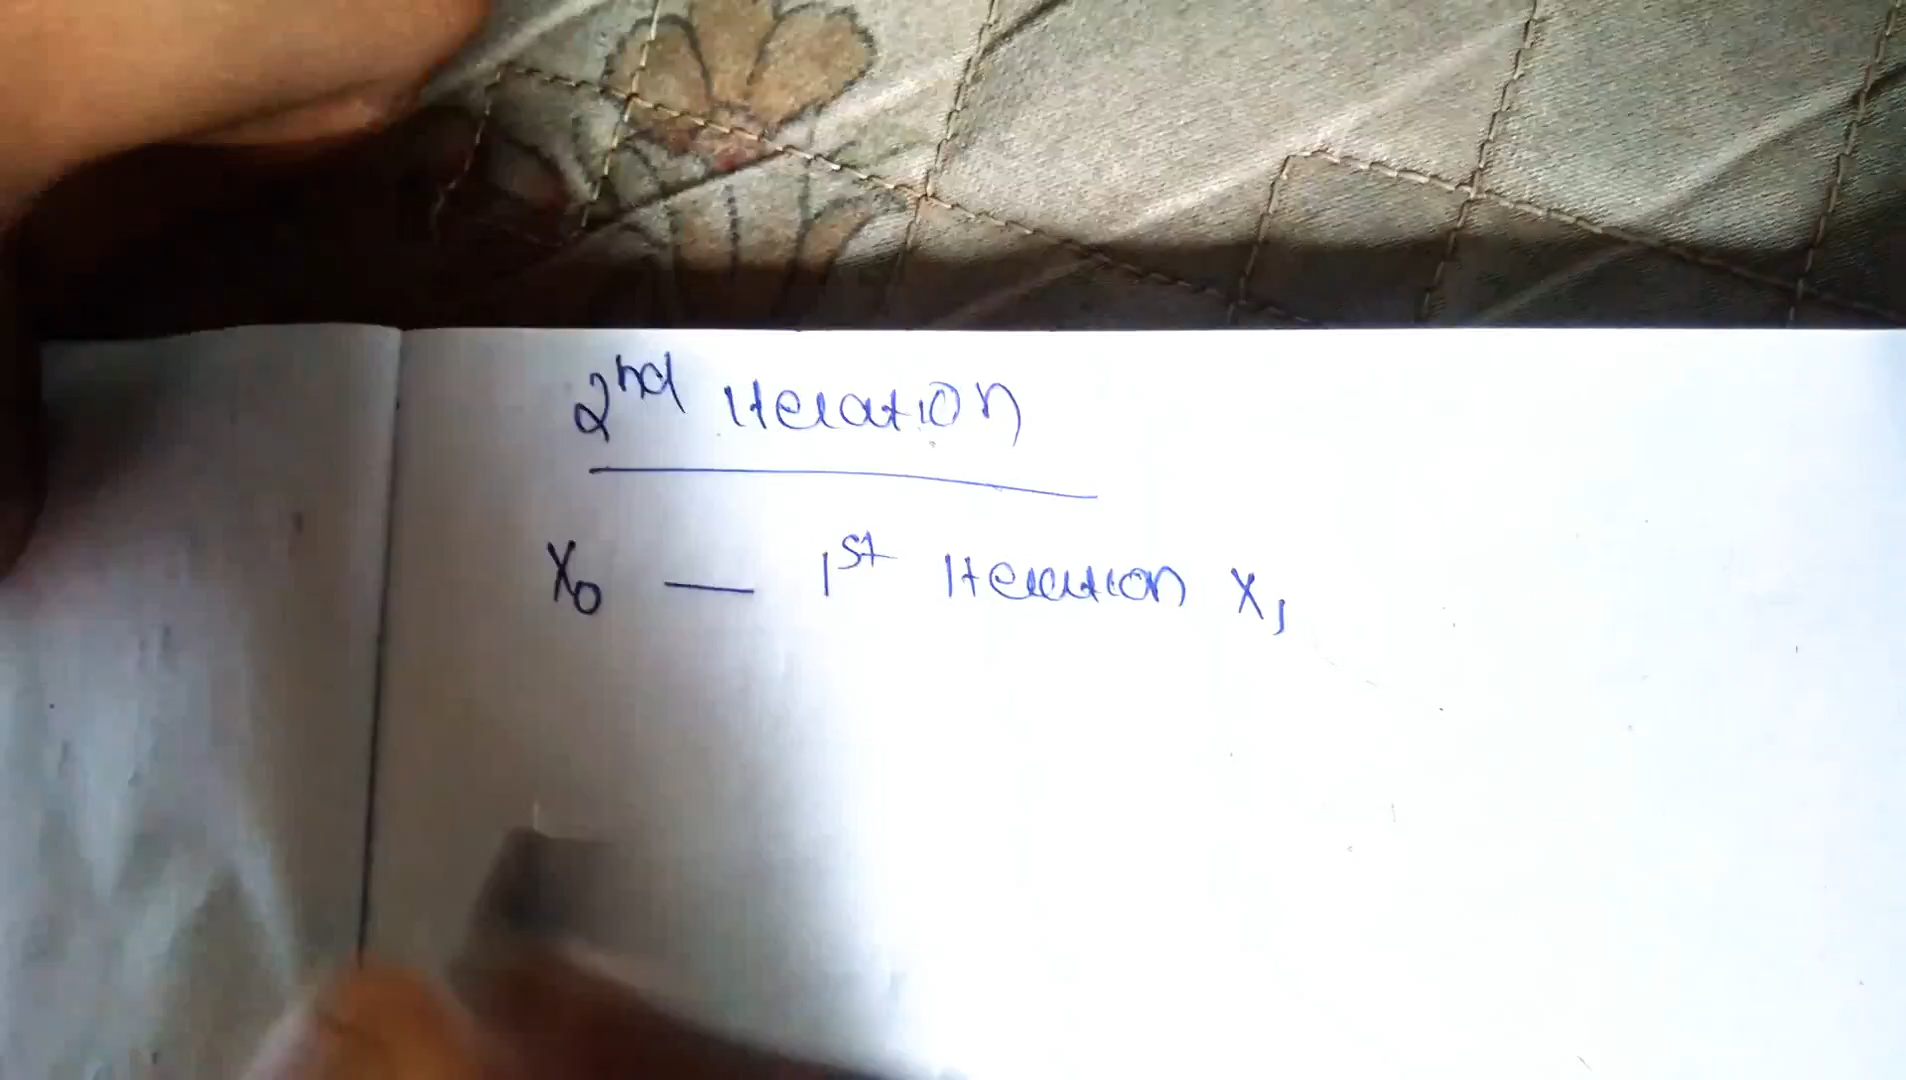 2nd Iteration
X0 — 1st Iteration X1